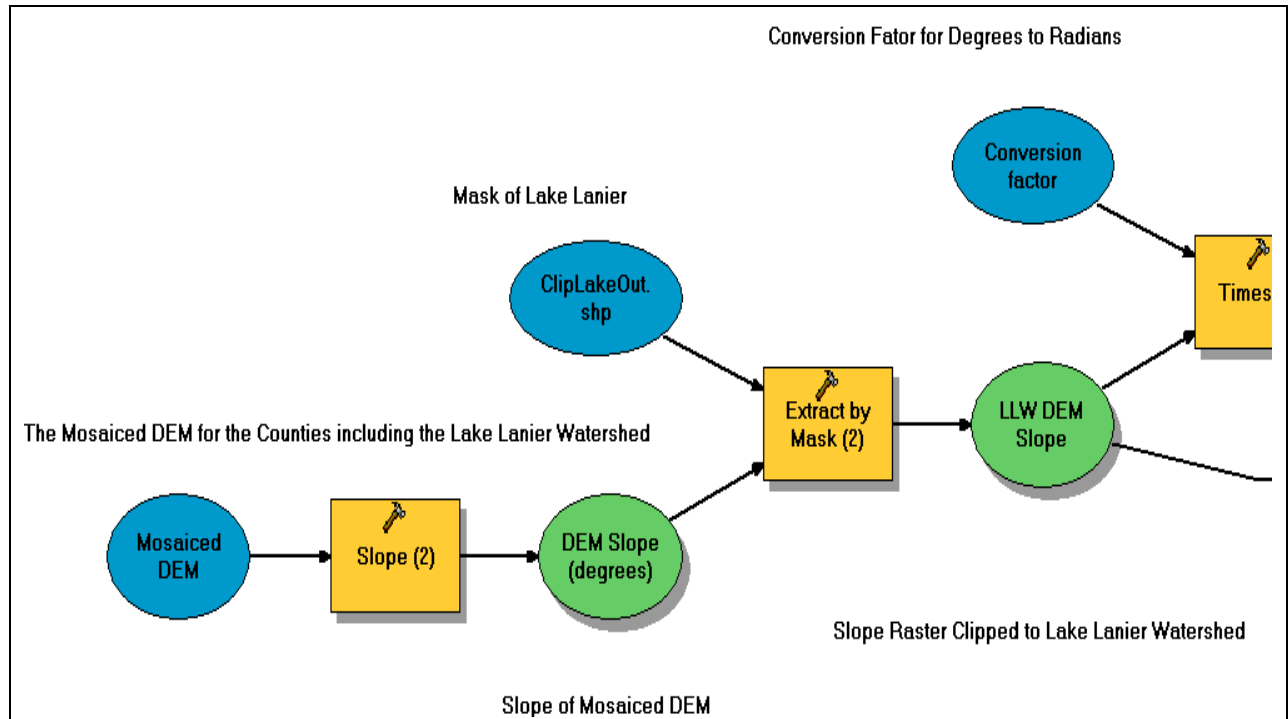 Conversion Fator for Degrees to Radians
Conversion
factor
Mask of Lake Lanier
Times
ClipLakeOut.
shp
Extract by
Mask (2)
LLW DEM
Slope
The Mosaiced DEM for the Counties including the Lake Lanier Watershed
Mosaiced
DEM
Slope (2)
DEM Slope
(degrees)
Slope Raster Clipped to Lake Lanier Watershed
Slope of Mosaiced DEM